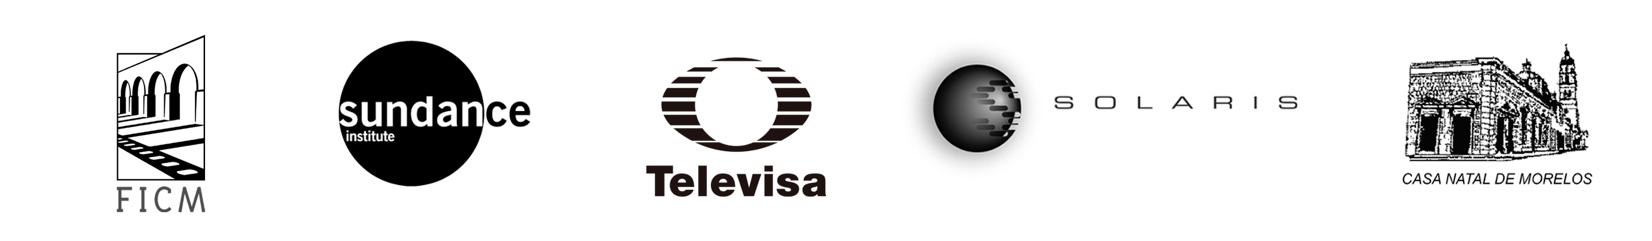 FICM
sundance
institute
Televisa
SOLARIS
CASA NATAL DE MORELOS